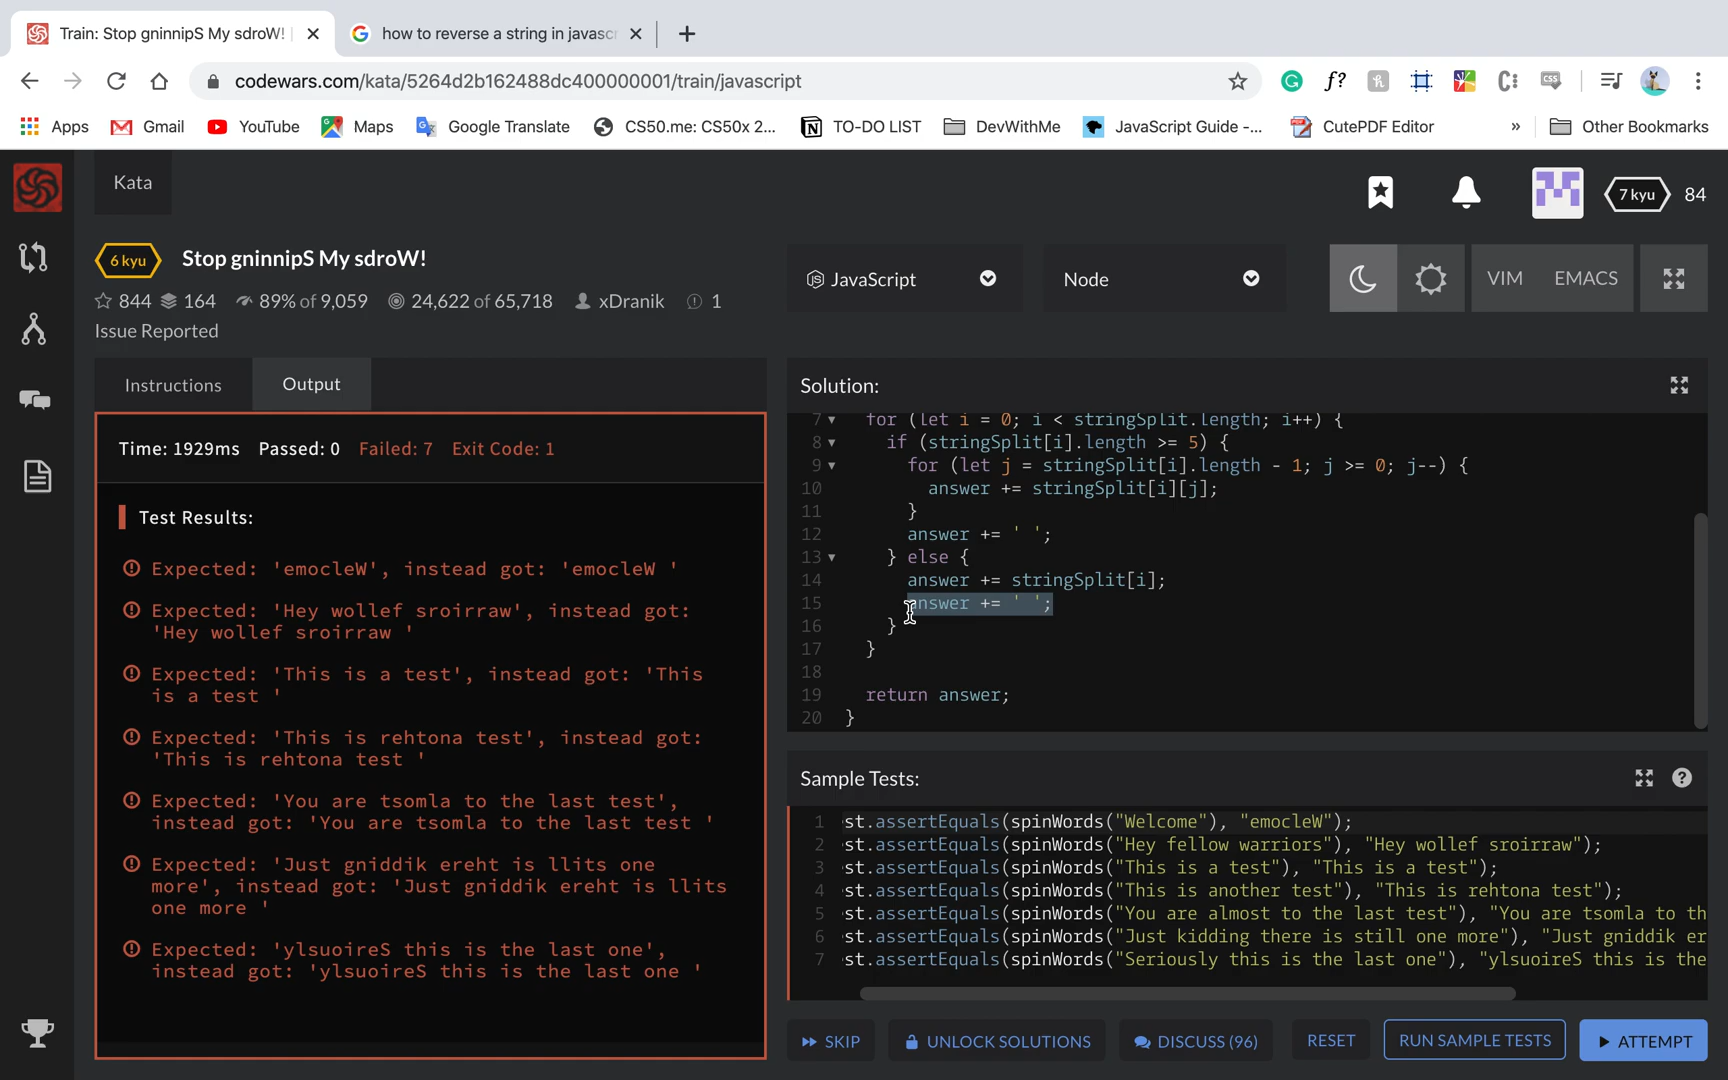 Train: Stop gninnipS My sdroW!
how to reverse a string in javasc
codewars.com/kata/5264d2b162488dc400000001/train/javascript
Apps Gmail YouTube Maps Google Translate CS50.me: CS50x 2... TO-DO LIST DevWithMe JavaScript Guide -... CutePDF Editor » Other Bookmarks
Kata
7 kyu 84
6 kyu Stop gninnipS My sdroW!
844 164 89% of 9,059 24,622 of 65,718 xDranik 1
Issue Reported
JavaScript
Node
VIM EMACS
Instructions Output
Time: 1929ms Passed: 0 Failed: 7 Exit Code: 1
Test Results:
Expected: 'emocleW', instead got: 'emocleW '
Expected: 'Hey wollef sroirraw', instead got:
'Hey wollef sroirraw '
Expected: 'This is a test', instead got: 'This
is a test '
Expected: 'This is rehtona test', instead got:
'This is rehtona test '
Expected: 'You are tsomla to the last test',
instead got: 'You are tsomla to the last test '
Expected: 'Just gniddik ereht is llits one
more', instead got: 'Just gniddik ereht is llits
one more '
Expected: 'ylsuoireS this is the last one',
instead got: 'ylsuoireS this is the last one '
Solution:
7 for (let i = 0; i < stringSplit.length; i++) {
8 if (stringSplit[i].length >= 5) {
9 for (let j = stringSplit[i].length - 1; j >= 0; j--) {
10 answer += stringSplit[i][j];
11 }
12 answer += ' ';
13 } else {
14 answer += stringSplit[i];
15 answer += ' ';
16 }
17 }
18
19 return answer;
20 }
Sample Tests:
1 st.assertEquals(spinWords("Welcome"), "emocleW");
2 st.assertEquals(spinWords("Hey fellow warriors"), "Hey wollef sroirraw");
3 st.assertEquals(spinWords("This is a test"), "This is a test");
4 st.assertEquals(spinWords("This is another test"), "This is rehtona test");
5 st.assertEquals(spinWords("You are almost to the last test"), "You are tsomla to th
6 st.assertEquals(spinWords("Just kidding there is still one more"), "Just gniddik er
7 st.assertEquals(spinWords("Seriously this is the last one"), "ylsuoireS this is the
SKIP UNLOCK SOLUTIONS DISCUSS (96) RESET RUN SAMPLE TESTS ATTEMPT